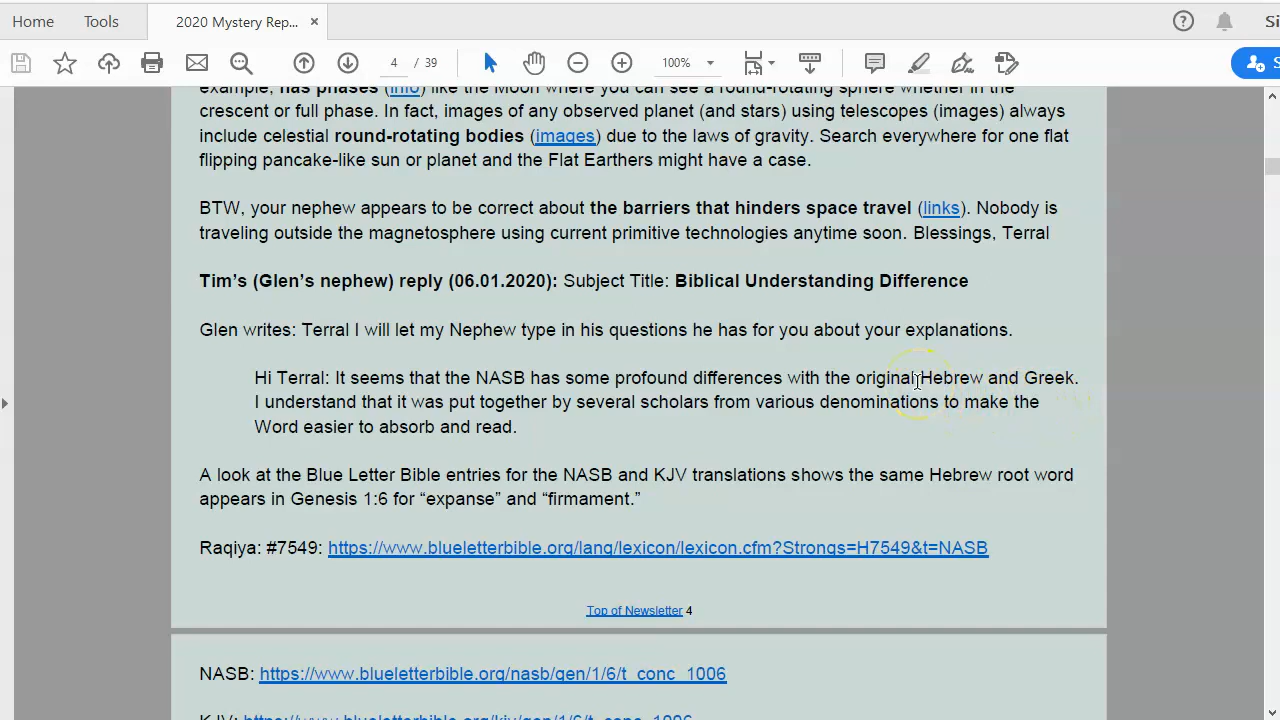 Home Tools 2020 Mystery Rep... × ? Si
4 / 39 100% S
example, has phases (info) like the Moon where you can see a round-rotating sphere whether in the
crescent or full phase. In fact, images of any observed planet (and stars) using telescopes (images) always
include celestial round-rotating bodies (images) due to the laws of gravity. Search everywhere for one flat
flipping pancake-like sun or planet and the Flat Earthers might have a case.
BTW, your nephew appears to be correct about the barriers that hinders space travel (links). Nobody is
traveling outside the magnetosphere using current primitive technologies anytime soon. Blessings, Terral
Tim's (Glen's nephew) reply (06.01.2020): Subject Title: Biblical Understanding Difference
Glen writes: Terral I will let my Nephew type in his questions he has for you about your explanations.
Hi Terral: It seems that the NASB has some profound differences with the original Hebrew and Greek.
I understand that it was put together by several scholars from various denominations to make the
Word easier to absorb and read.
A look at the Blue Letter Bible entries for the NASB and KJV translations shows the same Hebrew root word
appears in Genesis 1:6 for “expanse” and “firmament.”
Raqiya: #7549: https://www.blueletterbible.org/lang/lexicon/lexicon.cfm?Strongs=H7549&t=NASB
Top of Newsletter 4
NASB: https://www.blueletterbible.org/nasb/gen/1/6/t_conc_1006
KJV: https://www.blueletterbible.org/kjv/gen/1/6/t_conc_1006